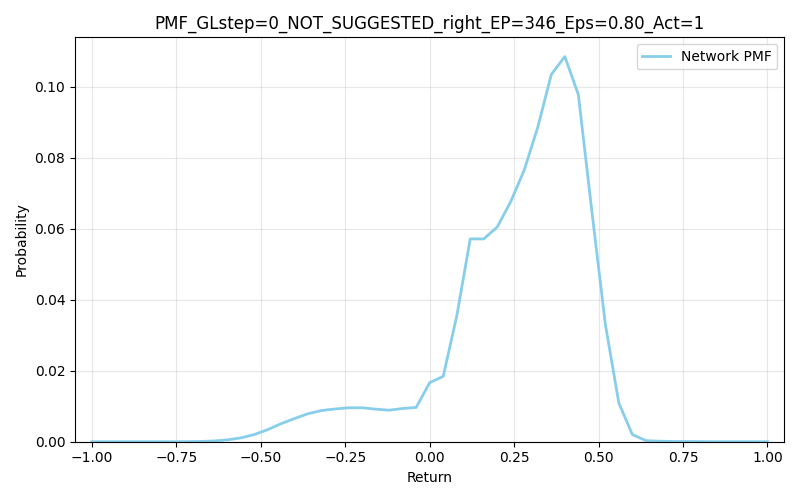 PMF_GLstep=0_NOT_SUGGESTED_right_EP=346_Eps=0.80_Act=1
Network PMF
Probability
0.10
0.08
0.06
0.04
0.02
0.00
−1.00 −0.75 −0.50 −0.25 0.00 0.25 0.50 0.75 1.00
Return